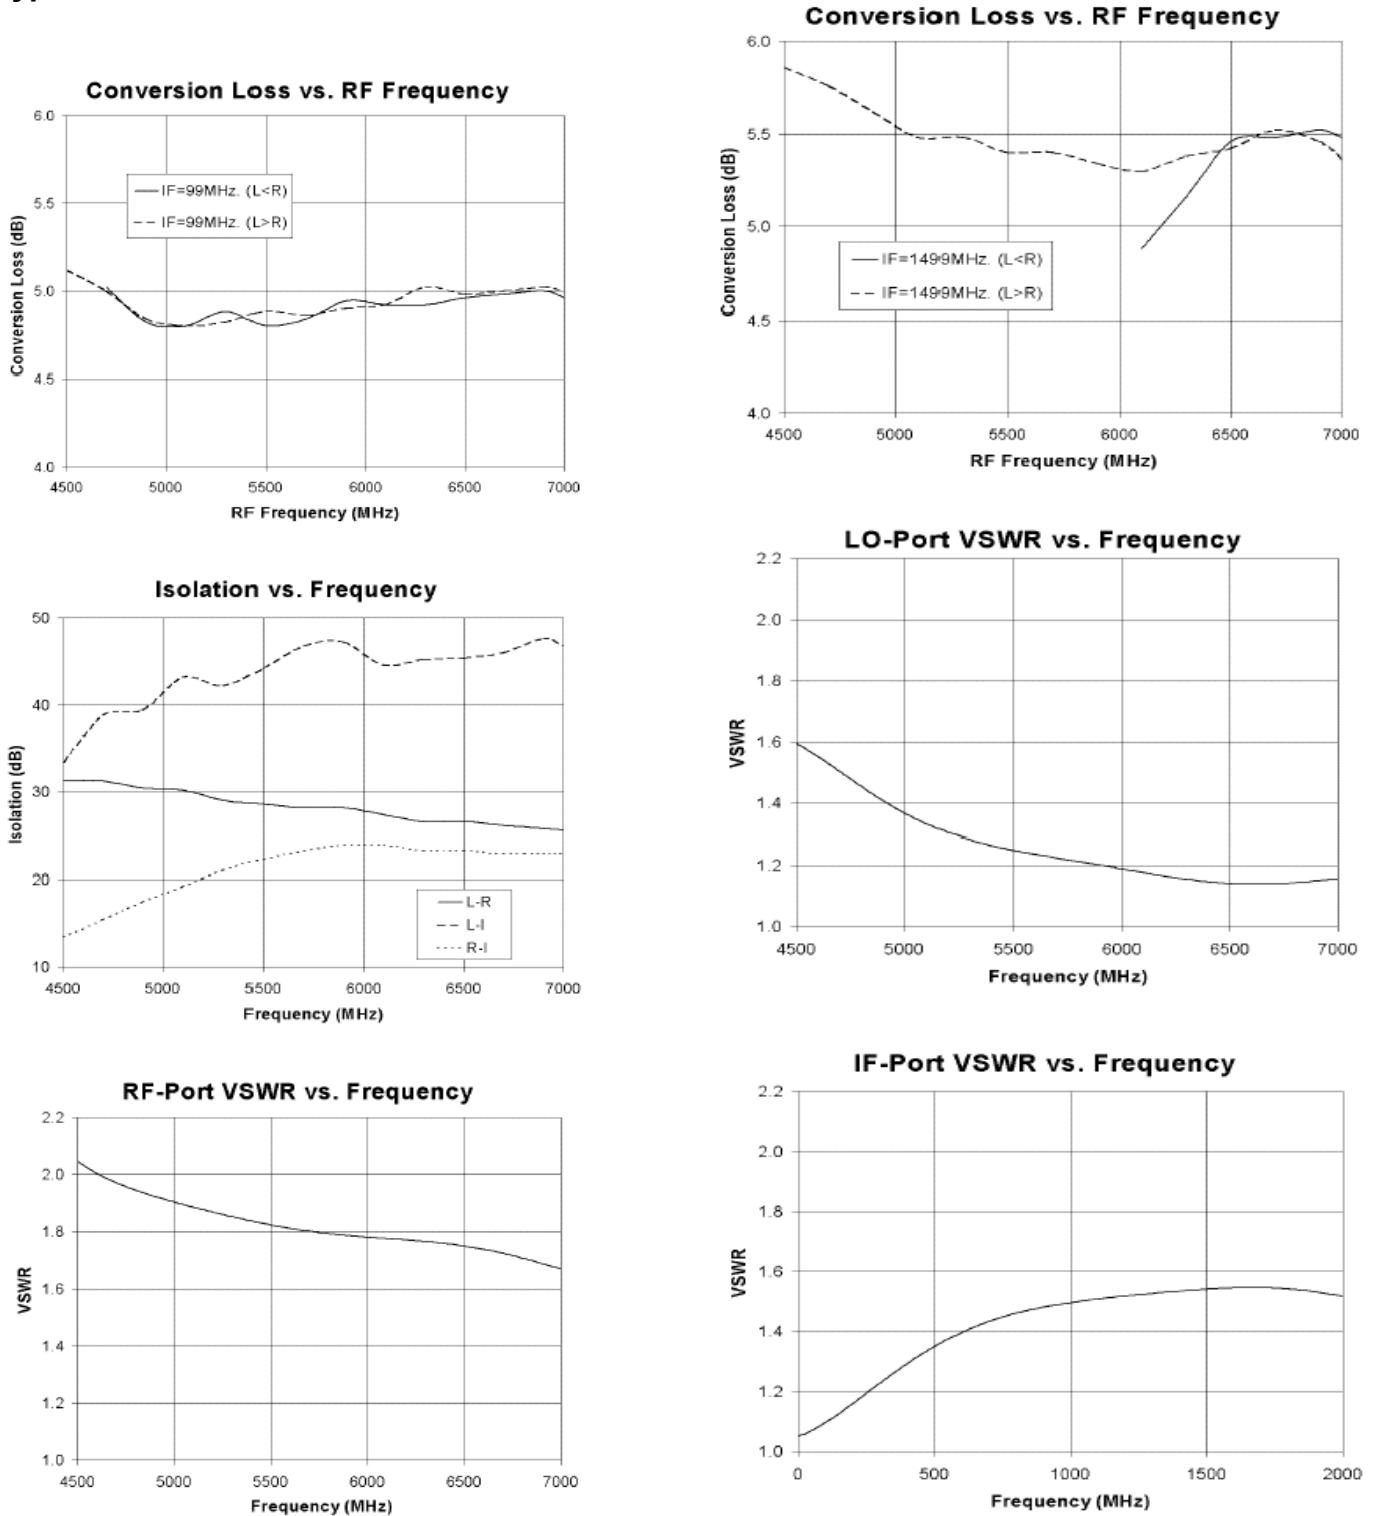 Conversion Loss vs. RF Frequency
6.0
5.5
5.0
4.5
4.0
Conversion Loss (dB)
IF=99MHz. (L<R)
IF=99MHz. (L>R)
4500 5000 5500 6000 6500 7000
RF Frequency (MHz)
Conversion Loss vs. RF Frequency
6.0
5.5
5.0
4.5
4.0
Conversion Loss (dB)
IF=1499MHz. (L<R)
IF=1499MHz. (L>R)
4500 5000 5500 6000 6500 7000
RF Frequency (MHz)
Isolation vs. Frequency
50
40
30
20
10
Isolation (dB)
L-R
L-I
R-I
4500 5000 5500 6000 6500 7000
Frequency (MHz)
LO-Port VSWR vs. Frequency
2.2
2.0
1.8
1.6
1.4
1.2
1.0
VSWR
4500 5000 5500 6000 6500 7000
Frequency (MHz)
RF-Port VSWR vs. Frequency
2.2
2.0
1.8
1.6
1.4
1.2
1.0
VSWR
4500 5000 5500 6000 6500 7000
Frequency (MHz)
IF-Port VSWR vs. Frequency
2.2
2.0
1.8
1.6
1.4
1.2
1.0
VSWR
0 500 1000 1500 2000
Frequency (MHz)